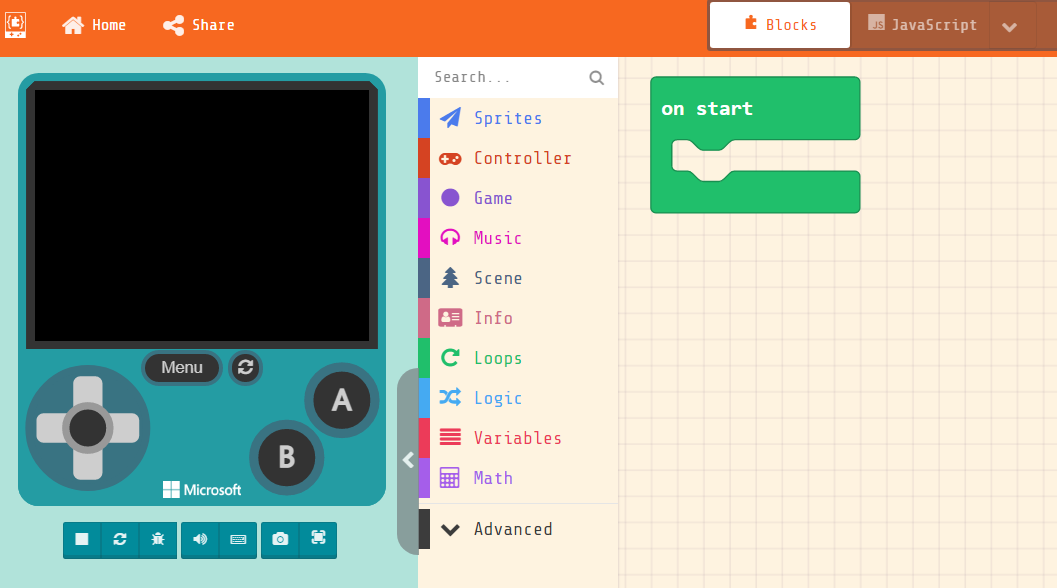 Home
Share
Blocks
JS JavaScript
Search...
Sprites
Controller
Game
Music
Scene
Info
Loops
Logic
Variables
Math
Advanced
on start
Menu
A
B
Microsoft